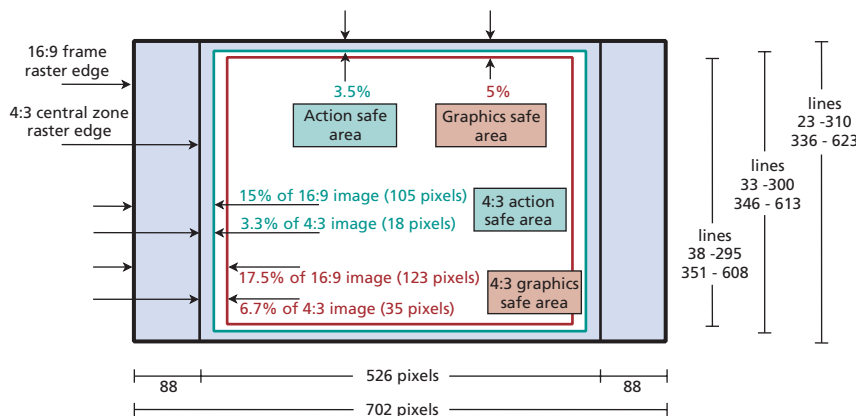 16:9 frame
raster edge
4:3 central zone
raster edge
3.5%
5%
Action safe
area
Graphics safe
area
15% of 16:9 image (105 pixels)
3.3% of 4:3 image (18 pixels)
4:3 action
safe area
17.5% of 16:9 image (123 pixels)
6.7% of 4:3 image (35 pixels)
4:3 graphics
safe area
lines
38 -295
351 - 608
lines
33 -300
346 - 613
lines
23 -310
336 - 623
88
526 pixels
88
702 pixels